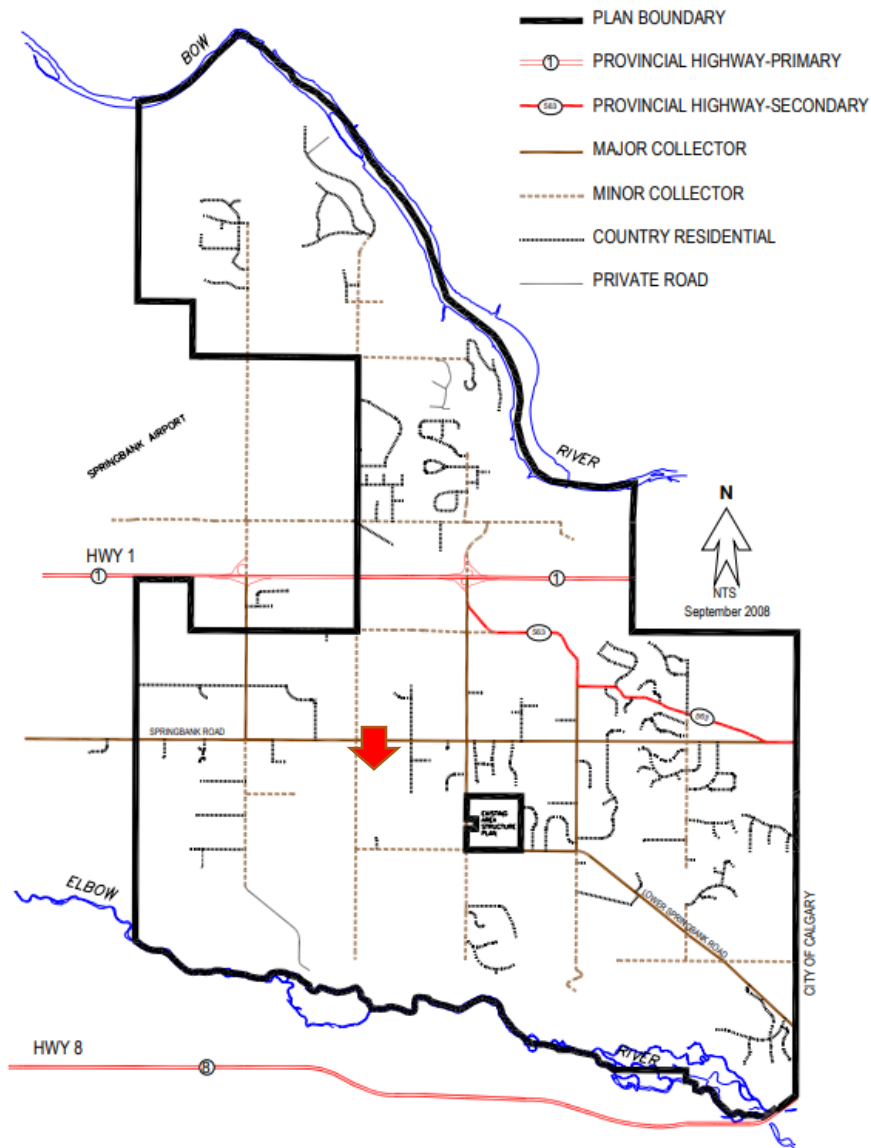 PLAN BOUNDARY
1 PROVINCIAL HIGHWAY-PRIMARY
563 PROVINCIAL HIGHWAY-SECONDARY
MAJOR COLLECTOR
MINOR COLLECTOR
COUNTRY RESIDENTIAL
PRIVATE ROAD
BOW
RIVER
SPRINGBANK AIRPORT
N
NTS
September 2008
HWY 1
1
1
563
563
SPRINGBANK ROAD
EXISTING
AREA
STRUCTURE
PLAN
ELBOW
LOWER SPRINGBANK ROAD
CITY OF CALGARY
RIVER
HWY 8
8